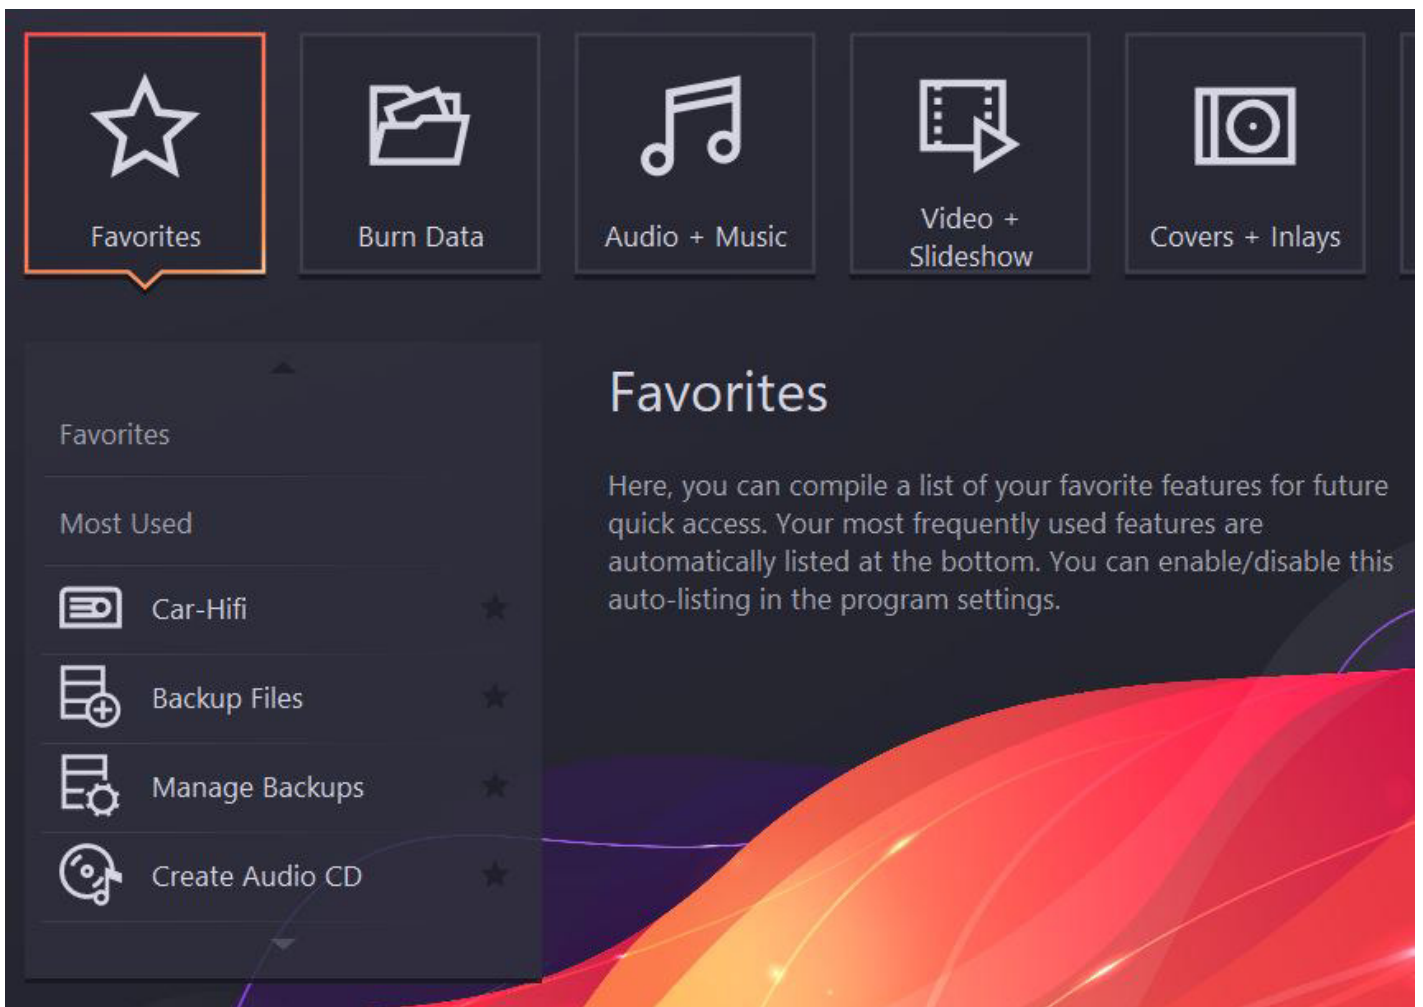 Favorites
Burn Data
Audio + Music
Video +
Slideshow
Covers + Inlays
Favorites
Most Used
Car-Hifi
Backup Files
Manage Backups
Create Audio CD
Favorites
Here, you can compile a list of your favorite features for future
quick access. Your most frequently used features are
automatically listed at the bottom. You can enable/disable this
auto-listing in the program settings.